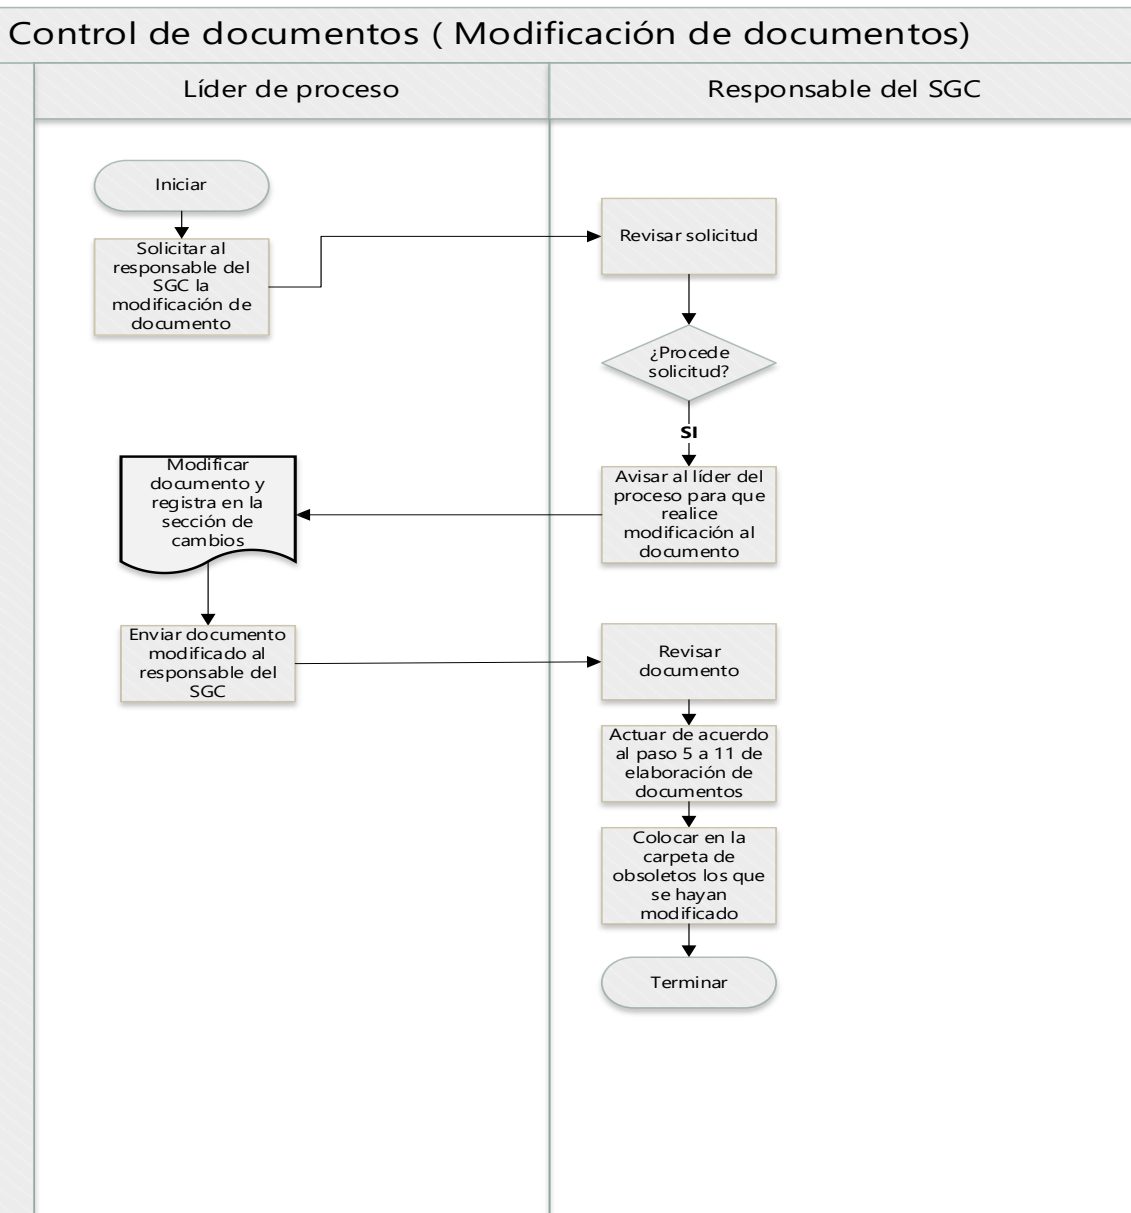 Control de documentos ( Modificación de documentos)
Líder de proceso
Responsable del SGC
Iniciar
Solicitar al
responsable del
SGC la
modificación de
documento
Revisar solicitud
¿Procede
solicitud?
SI
Avisar al líder del
proceso para que
realice
modificación al
documento
Modificar
documento y
registra en la
sección de
cambios
Enviar documento
modificado al
responsable del
SGC
Revisar
documento
Actuar de acuerdo
al paso 5 a 11 de
elaboración de
documentos
Colocar en la
carpeta de
obsoletos los que
se hayan
modificado
Terminar